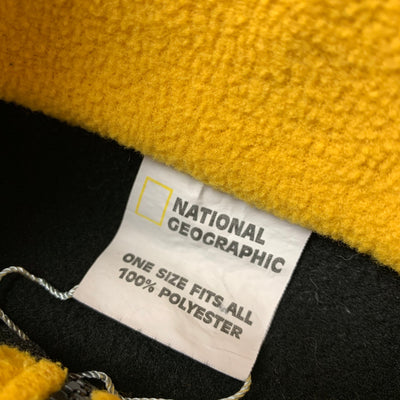 NATIONAL
GEOGRAPHIC
ONE SIZE FITS ALL
100% POLYESTER